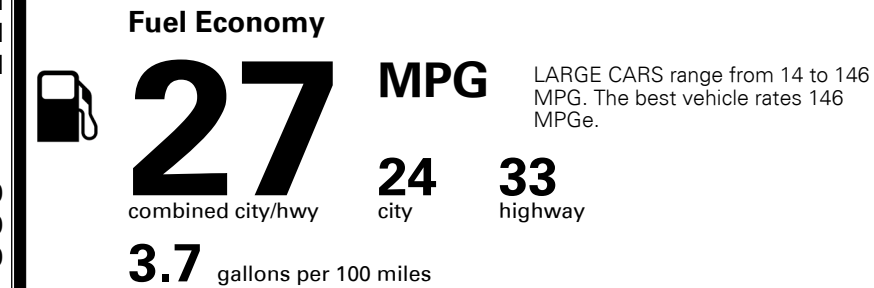 Fuel Economy
27
MPG
LARGE CARS range from 14 to 146
MPG. The best vehicle rates 146
MPGe.
24
33
combined city/hwy
city
highway
3.7 gallons per 100 miles